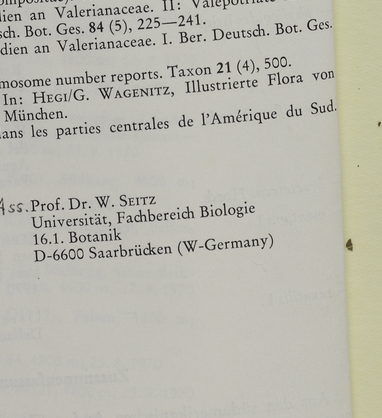 dien an Valerianaceae. II: Valepotriate
sch. Bot. Ges. 84 (5), 225—241.
dien an Valerianaceae. I. Ber. Deutsch. Bot. Ges.
mosome number reports. Taxon 21 (4), 500.
In: HEGI/G. WAGENITZ, Illustrierte Flora von
München.
ans les parties centrales de l'Amérique du Sud.
Ass. Prof. Dr. W. SEITZ
Universität, Fachbereich Biologie
16.1. Botanik
D-6600 Saarbrücken (W-Germany)